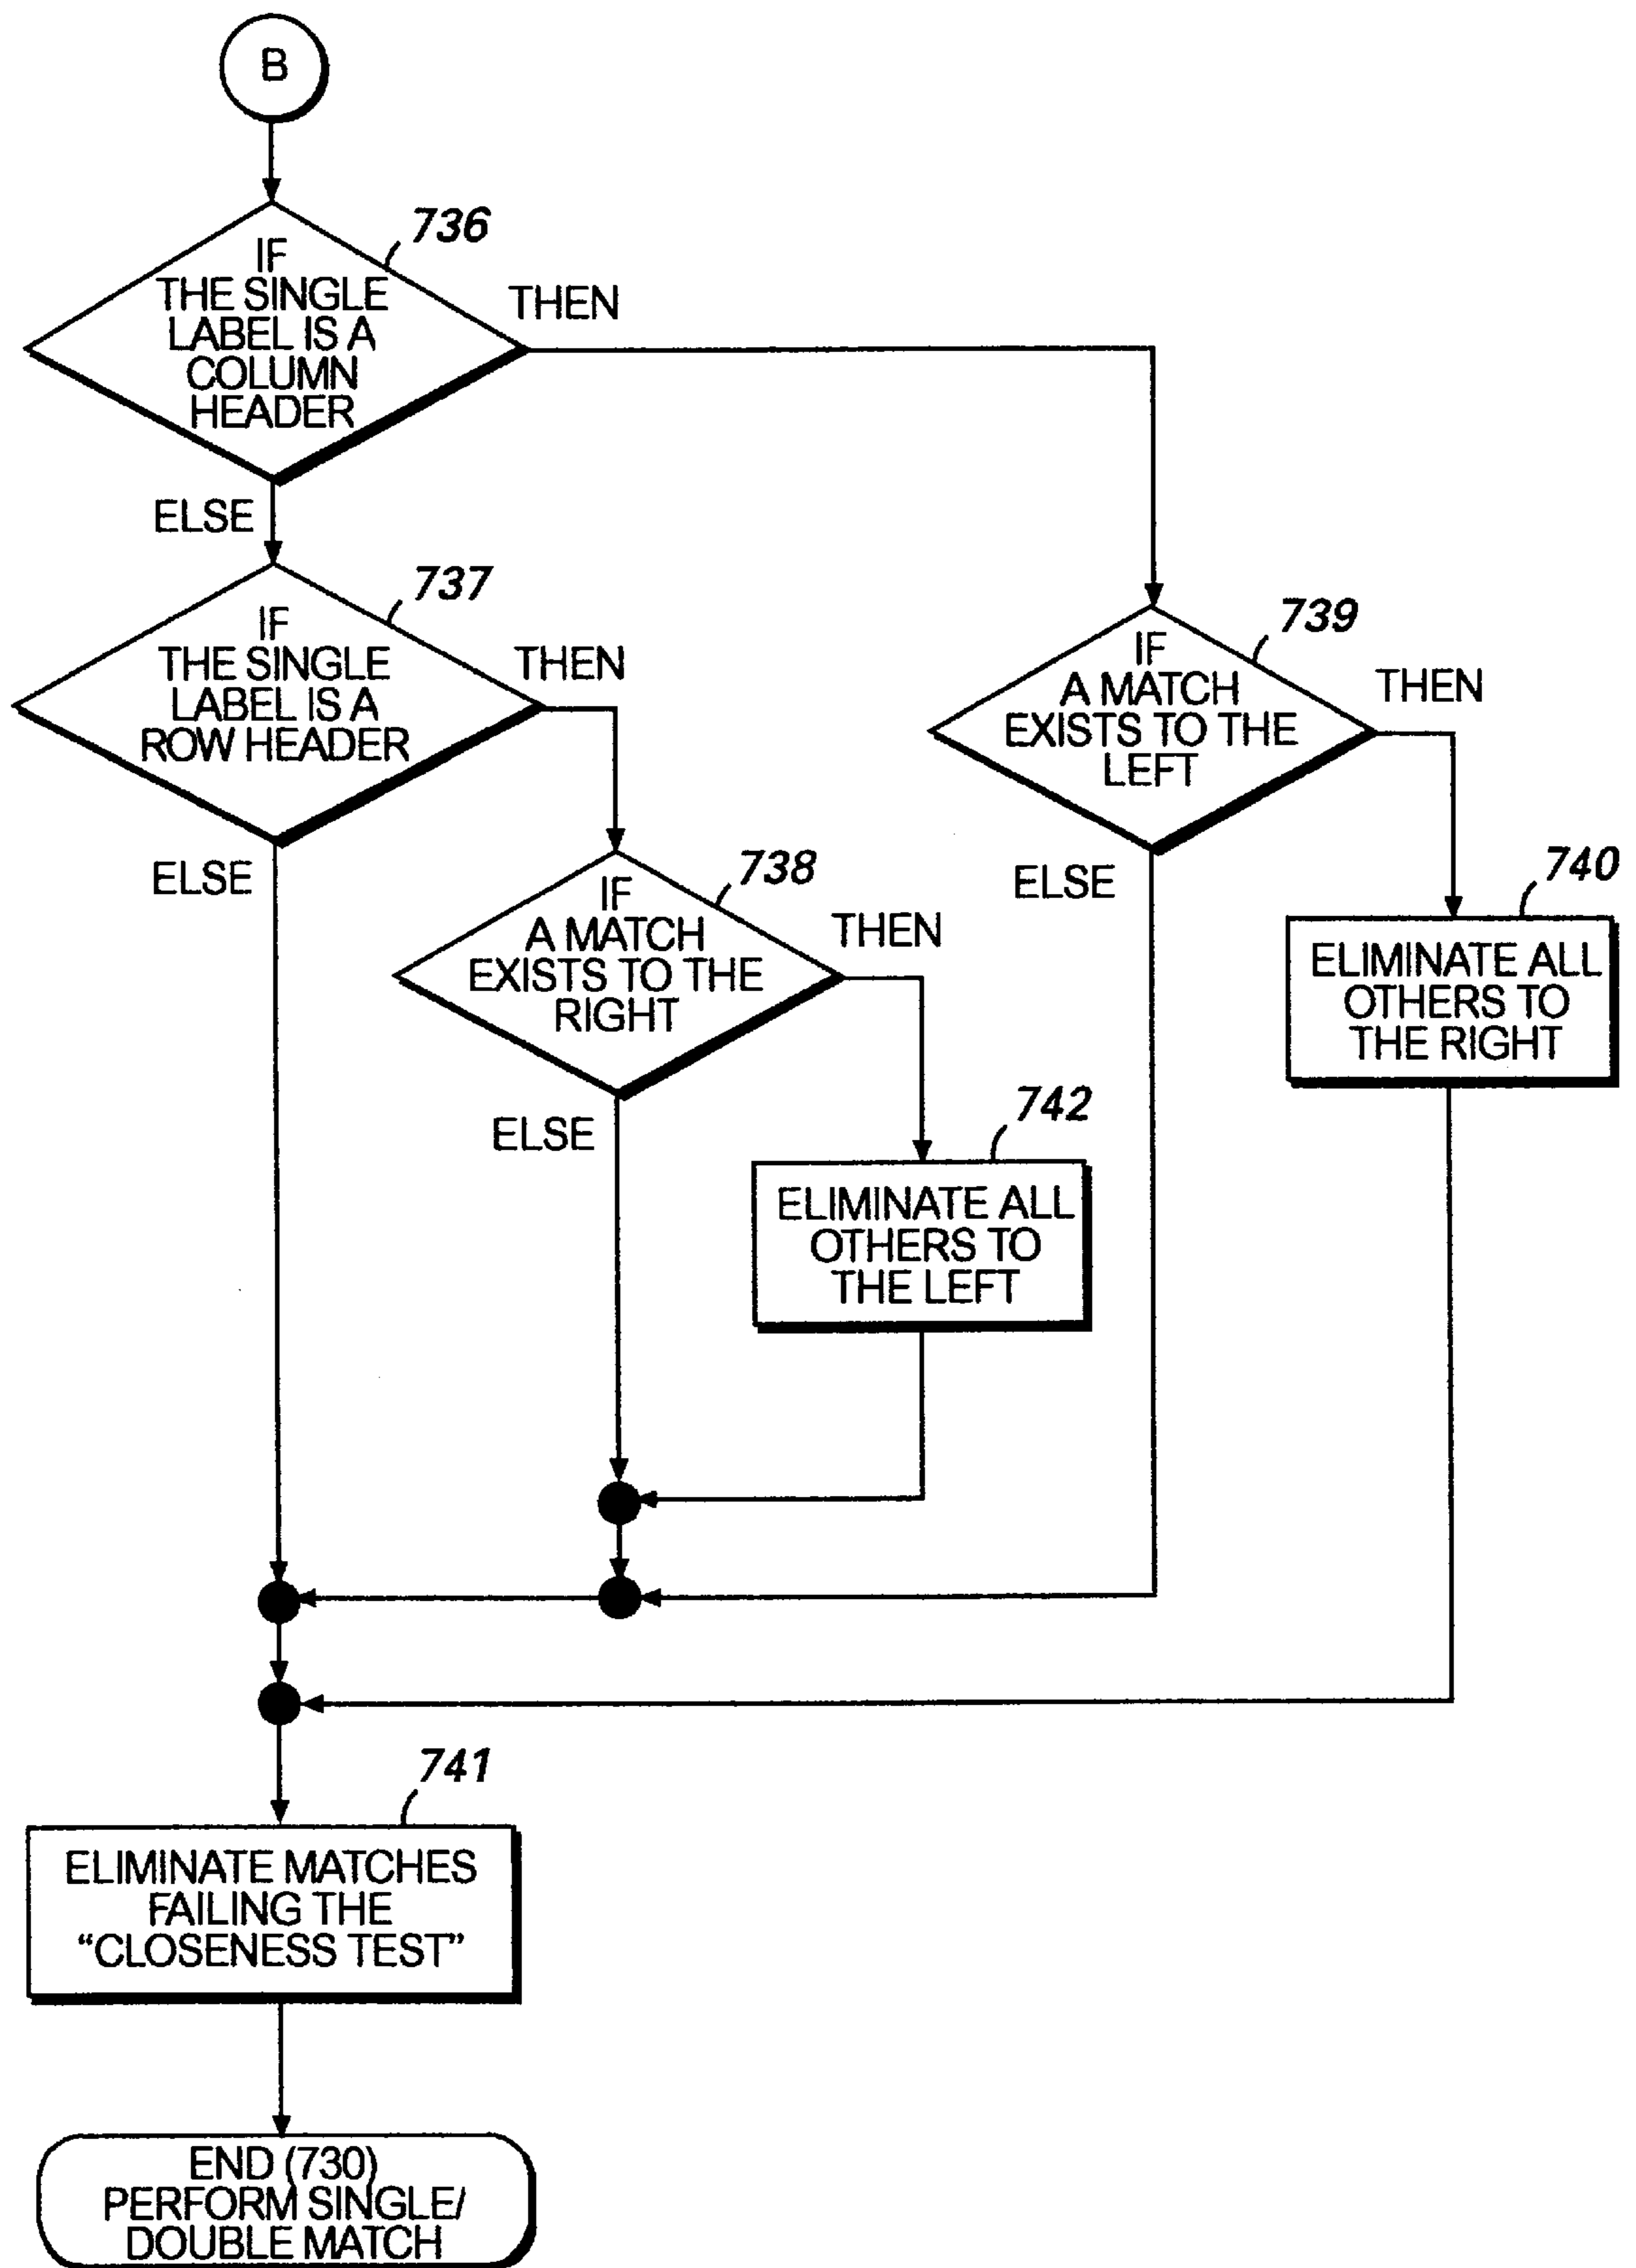 B
736
IF
THE SINGLE
LABEL IS A
COLUMN
HEADER
THEN
ELSE
737
IF
THE SINGLE
LABEL IS A
ROW HEADER
THEN
ELSE
739
IF
A MATCH
EXISTS TO THE
LEFT
THEN
ELSE
738
IF
A MATCH
EXISTS TO THE
RIGHT
THEN
ELSE
740
ELIMINATE ALL
OTHERS TO
THE RIGHT
742
ELIMINATE ALL
OTHERS TO
THE LEFT
741
ELIMINATE MATCHES
FAILING THE
“CLOSENESS TEST”
END (730)
PERFORM SINGLE/
DOUBLE MATCH